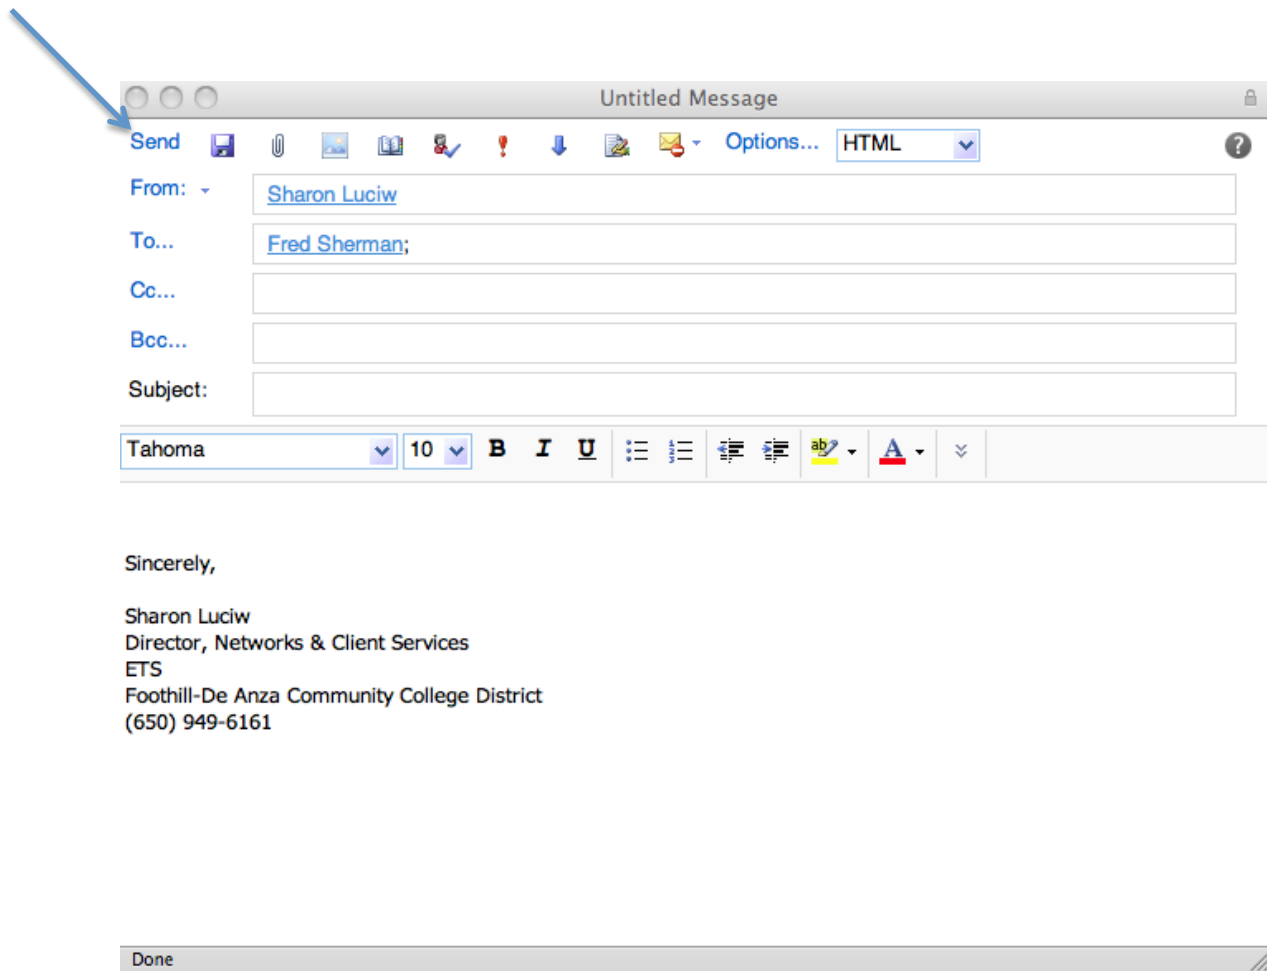 Untitled Message
Send Options... HTML
From: Sharon Luciw
To... Fred Sherman;
Cc...
Bcc...
Subject:
Tahoma 10 B I U ab A
Sincerely,
Sharon Luciw
Director, Networks & Client Services
ETS
Foothill-De Anza Community College District
(650) 949-6161
Done